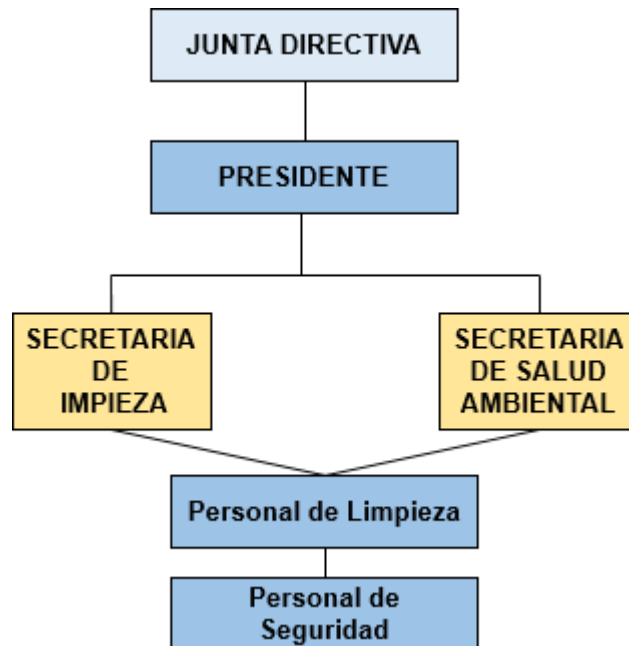 JUNTA DIRECTIVA
PRESIDENTE
SECRETARIA
DE
IMPIEZA
SECRETARIA
DE SALUD
AMBIENTAL
Personal de Limpieza
Personal de
Seguridad